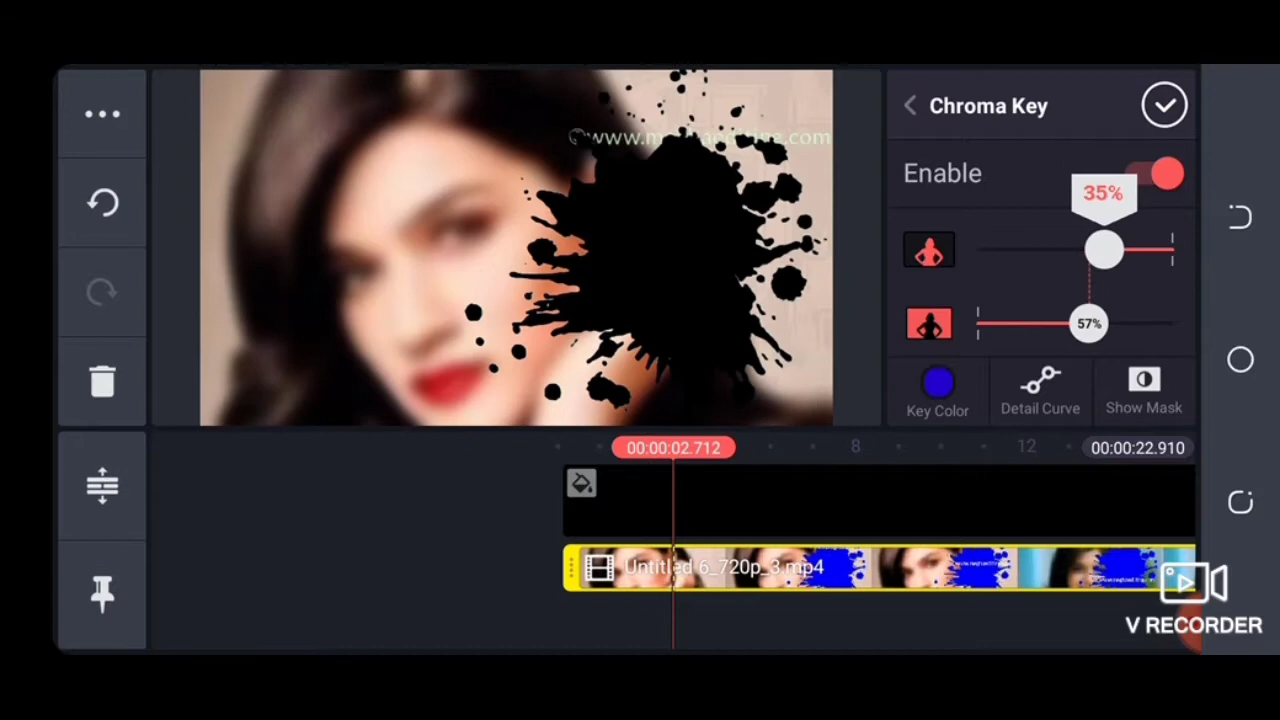 Chroma Key
Enable
35%
57%
Key Color
Detail Curve
Show Mask
00:00:02.712
8
12
00:00:22.910
Untitled 6_720p_3.mp4
V RECORDER